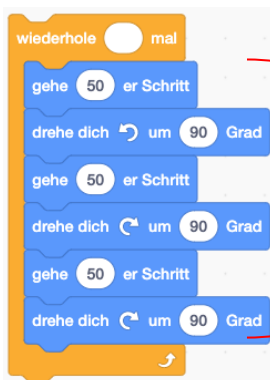 wiederhole mal
gehe 50 er Schritt
drehe dich um 90 Grad
gehe 50 er Schritt
drehe dich um 90 Grad
gehe 50 er Schritt
drehe dich um 90 Grad